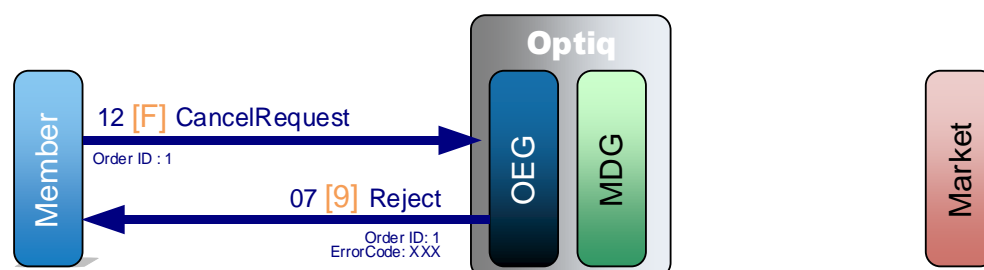 Optiq
Member
12 [F] CancelRequest
Order ID : 1
07 [9] Reject
Order ID: 1
ErrorCode: XXX
OEG
MDG
Market